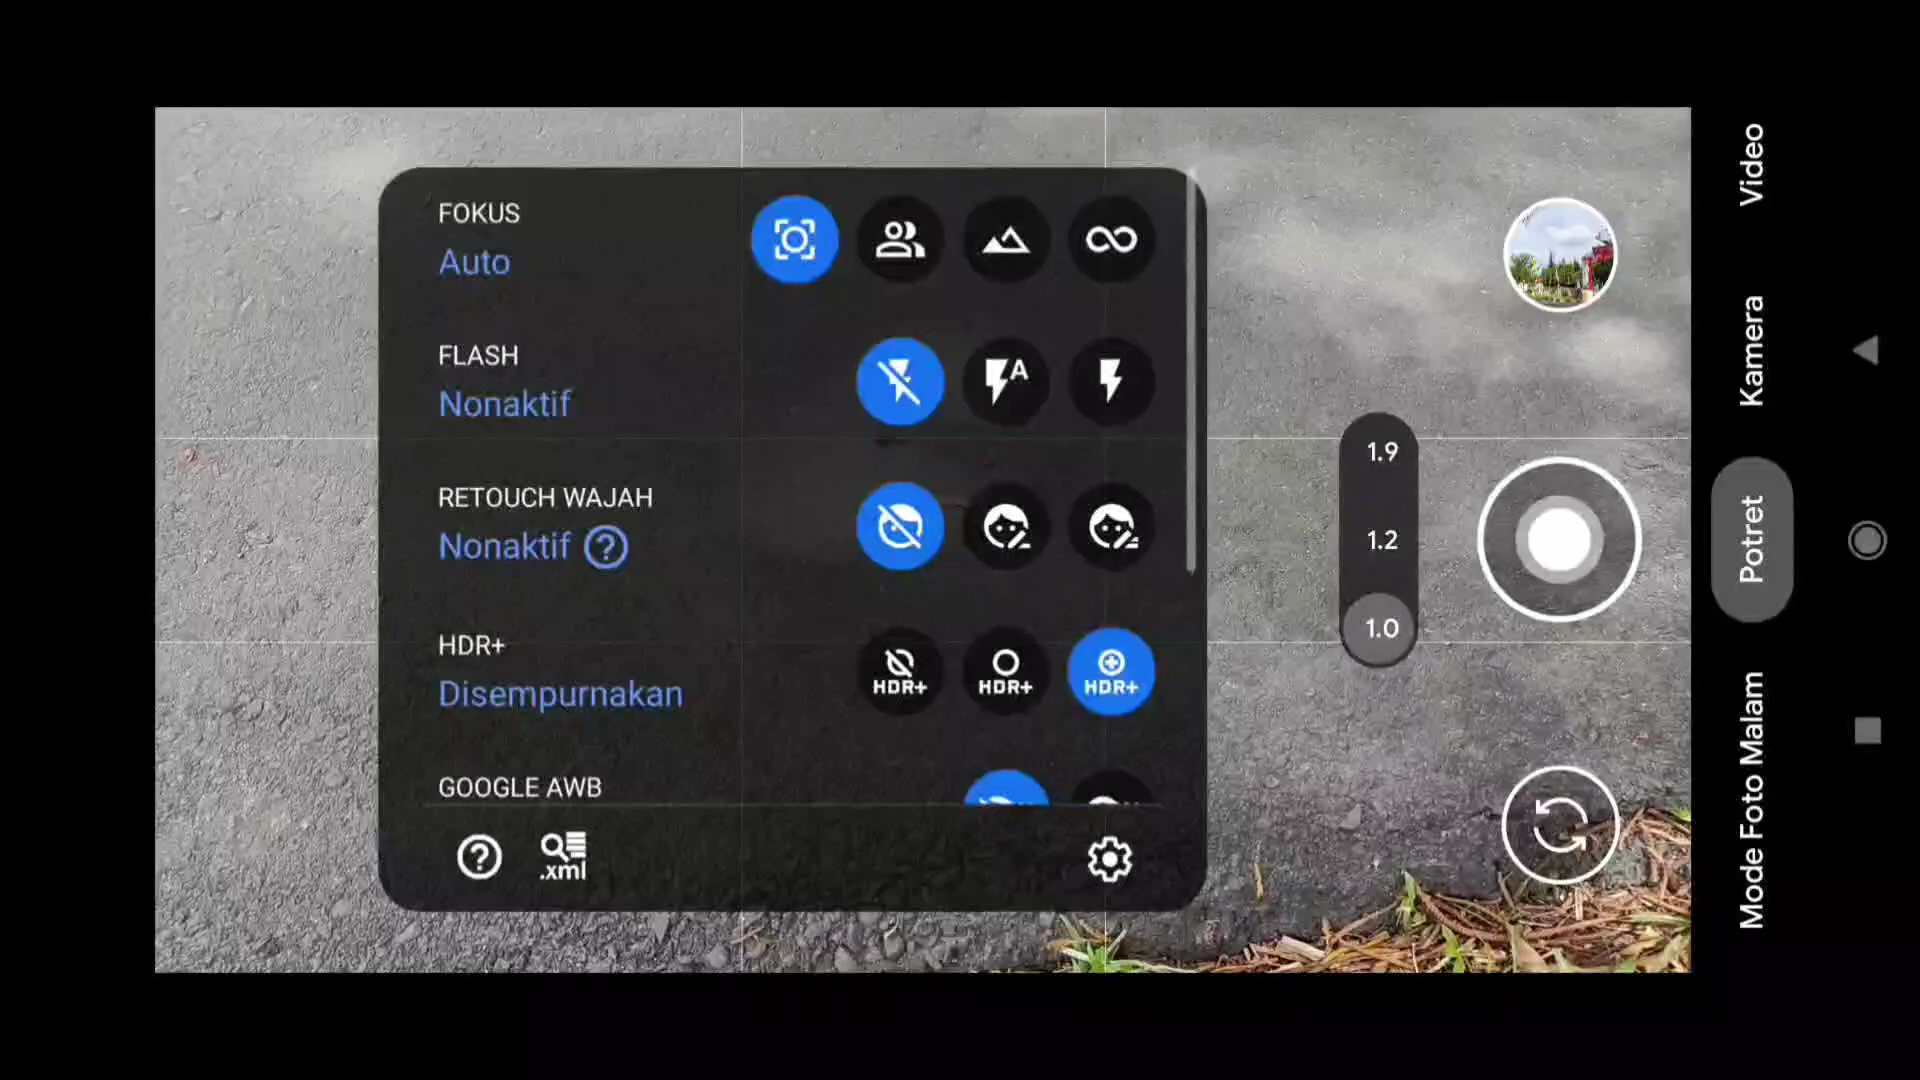 FOKUS
Auto
A
FLASH
Nonaktif
RETOUCH WAJAH
Nonaktif ?
HDR+
Disempurnakan
HDR+ HDR+ HDR+
GOOGLE AWB
? .xml
1.9
1.2
1.0
Video
Kamera
Potret
Mode Foto Malam